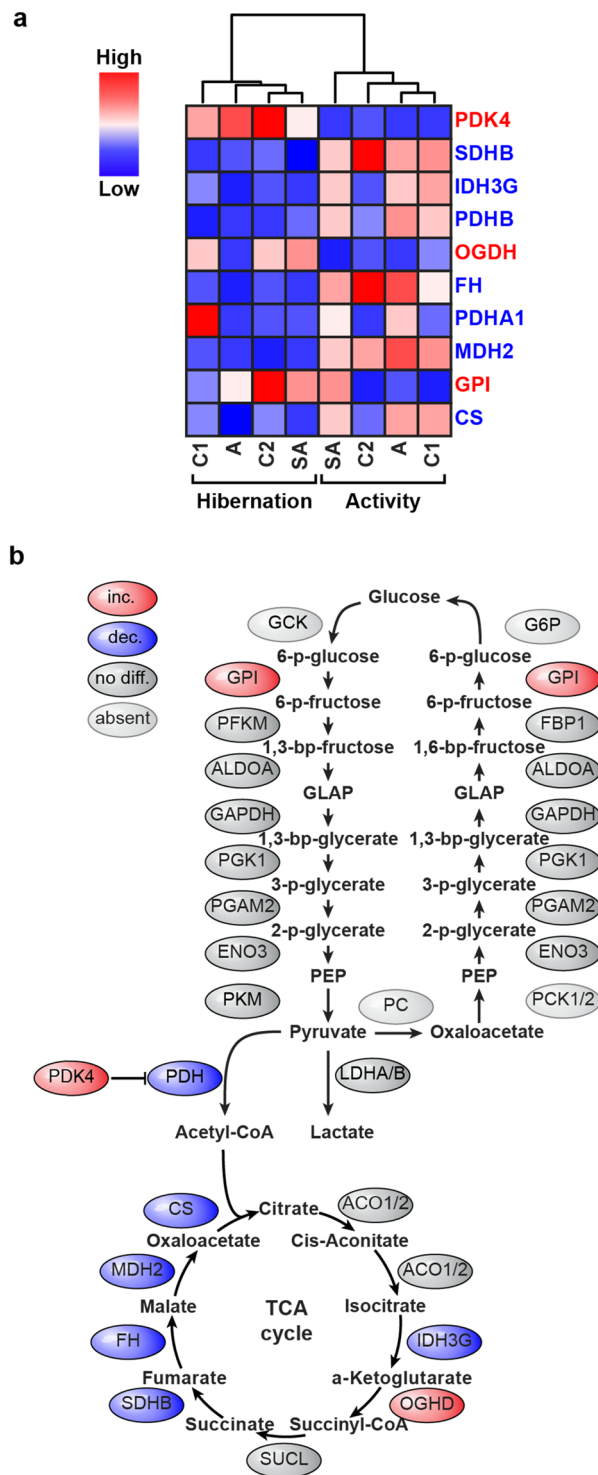 a
High
Low
PDK4
SDHB
IDH3G
PDHB
OGDH
FH
PDHA1
MDH2
GPI
CS
C1 A C2 SA SA C2 A C1
Hibernation Activity
b
inc.
dec.
no diff.
absent
Glucose
GCK G6P
6-p-glucose 6-p-glucose
GPI GPI
6-p-fructose 6-p-fructose
PFKM FBP1
1,3-bp-fructose 1,6-bp-fructose
ALDOA ALDOA
GLAP GLAP
GAPDH GAPDH
1,3-bp-glycerate 1,3-bp-glycerate
PGK1 PGK1
3-p-glycerate 3-p-glycerate
PGAM2 PGAM2
2-p-glycerate 2-p-glycerate
ENO3 ENO3
PEP PEP
PKM PC PCK1/2
Pyruvate Oxaloacetate
PDK4 PDH LDHA/B
Acetyl-CoA Lactate
CS Citrate ACO1/2
Oxaloacetate Cis-Aconitate
MDH2 ACO1/2
Malate TCA Isocitrate
cycle
FH IDH3G
Fumarate a-Ketoglutarate
SDHB OGHD
Succinate Succinyl-CoA
SUCL